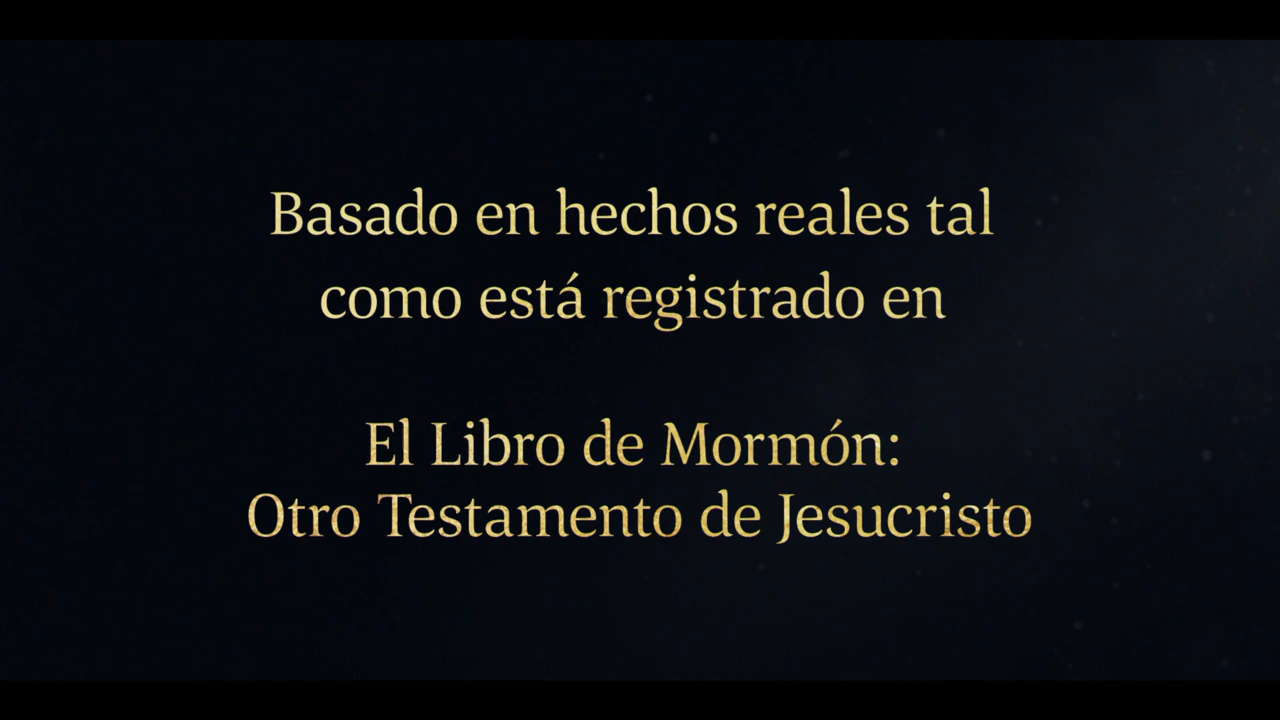 Basado en hechos reales tal
como está registrado en
El Libro de Mormón:
Otro Testamento de Jesucristo